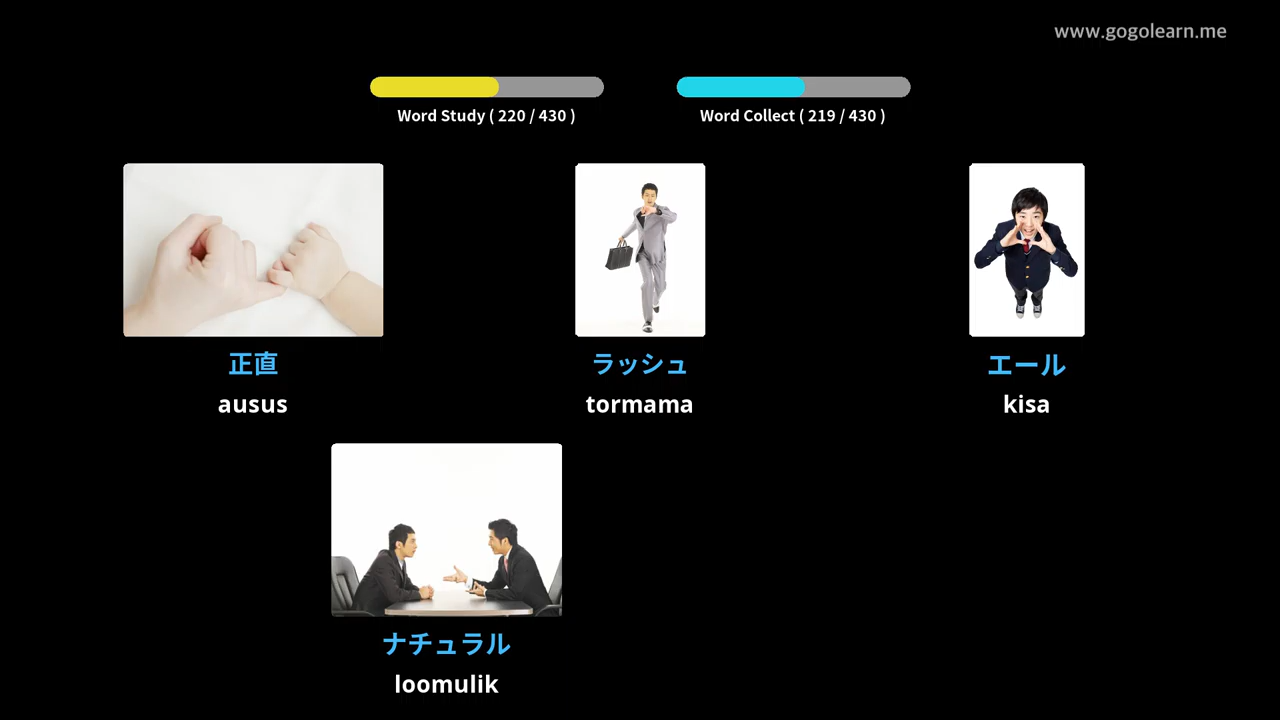 www.gogolearn.me
Word Study ( 220 / 430 )
Word Collect ( 219 / 430 )
正直
ausus
ラッシュ
tormama
エール
kisa
ナチュラル
loomulik